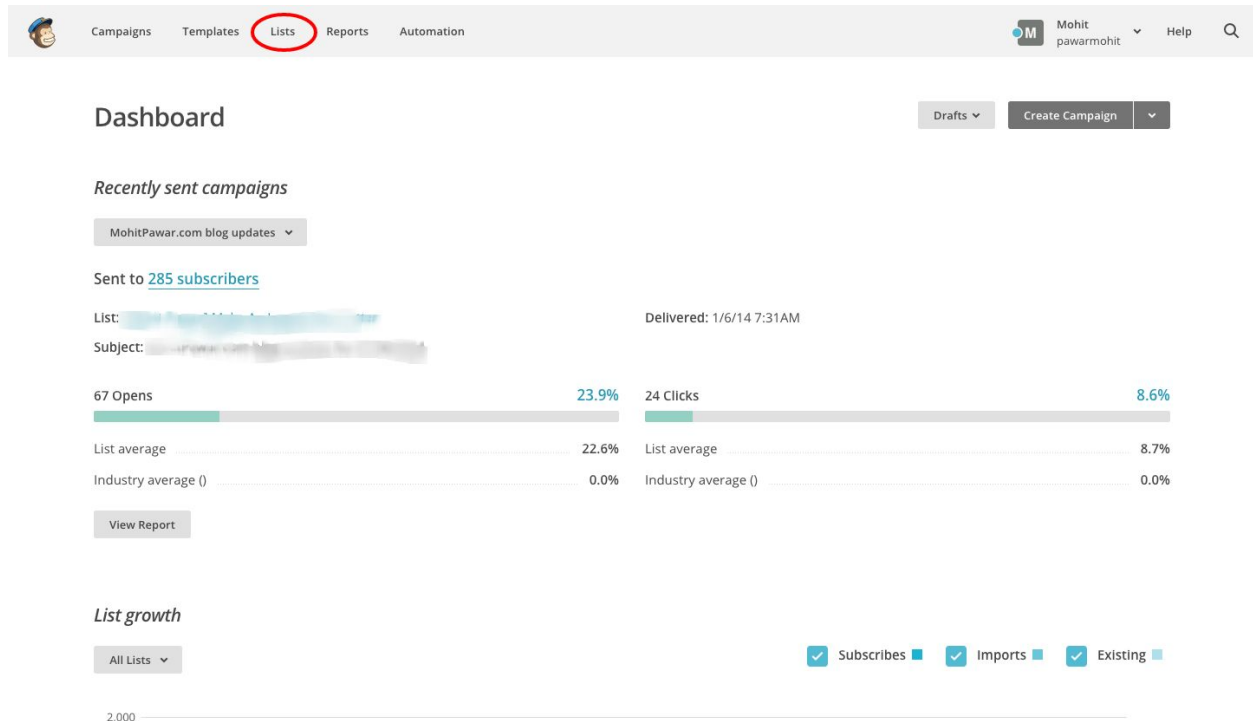 Campaigns Templates Lists Reports Automation
M Mohit
pawarmohit
Help
Dashboard
Drafts
Create Campaign
Recently sent campaigns
MohitPawar.com blog updates
Sent to 285 subscribers
List:
Delivered: 1/6/14 7:31AM
Subject:
67 Opens 23.9%
24 Clicks 8.6%
List average 22.6%
List average 8.7%
Industry average () 0.0%
Industry average () 0.0%
View Report
List growth
All Lists
Subscribes Imports Existing
2,000